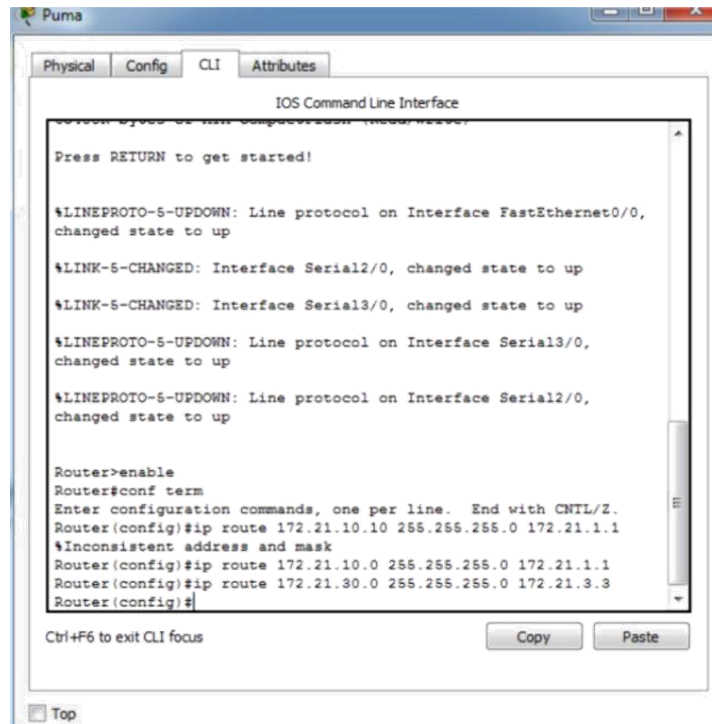 Puma
Physical Config CLI Attributes
IOS Command Line Interface
Press RETURN to get started!
%LINEPROTO-5-UPDOWN: Line protocol on Interface FastEthernet0/0,
changed state to up
%LINK-5-CHANGED: Interface Serial2/0, changed state to up
%LINK-5-CHANGED: Interface Serial3/0, changed state to up
%LINEPROTO-5-UPDOWN: Line protocol on Interface Serial3/0,
changed state to up
%LINEPROTO-5-UPDOWN: Line protocol on Interface Serial2/0,
changed state to up
Router>enable
Router#conf term
Enter configuration commands, one per line. End with CNTL/Z.
Router(config)#ip route 172.21.10.10 255.255.255.0 172.21.1.1
%Inconsistent address and mask
Router(config)#ip route 172.21.10.0 255.255.255.0 172.21.1.1
Router(config)#ip route 172.21.30.0 255.255.255.0 172.21.3.3
Router(config)#
Ctrl+F6 to exit CLI focus Copy Paste
Top